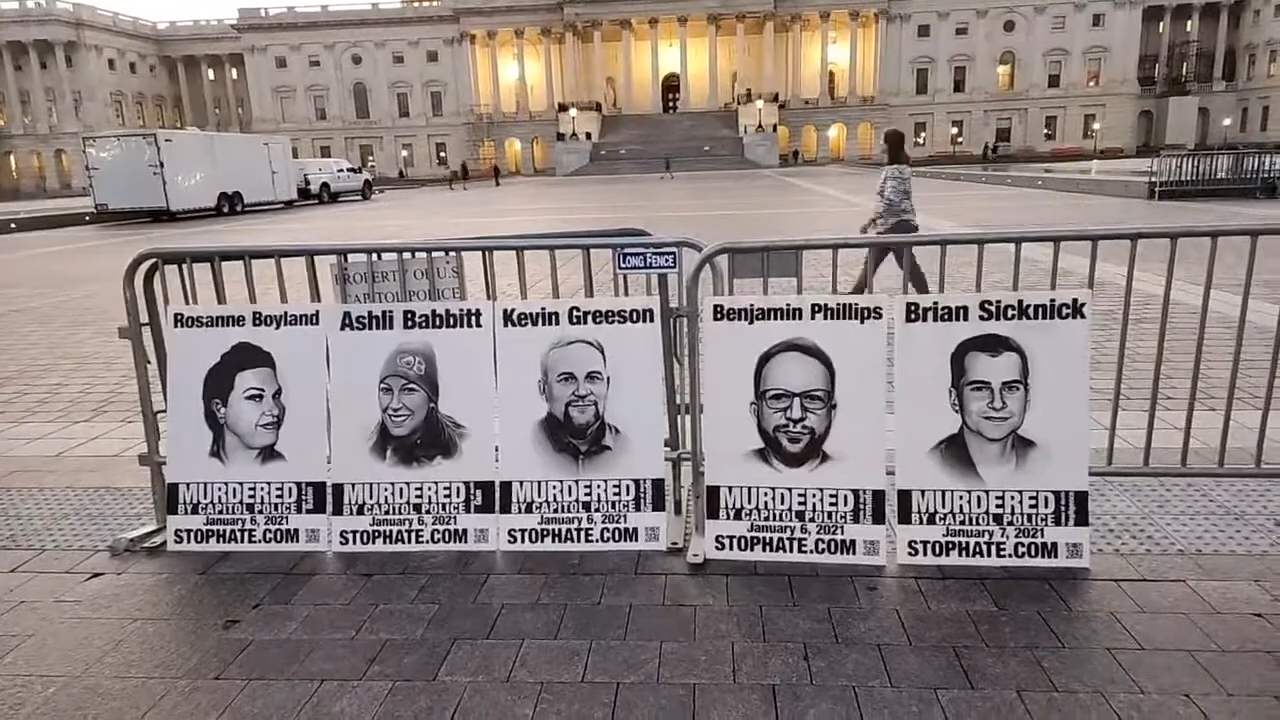 LONG FENCE
PROPERTY OF U.S
CAPITOL POLICE
Rosanne Boyland
MURDERED
BY CAPITOL POLICE
January 6, 2021
STOPHATE.COM
Ashli Babbitt
MURDERED
BY CAPITOL POLICE
January 6, 2021
STOPHATE.COM
Kevin Greeson
MURDERED
BY CAPITOL POLICE
January 6, 2021
STOPHATE.COM
Benjamin Phillips
MURDERED
BY CAPITOL POLICE
January 6, 2021
STOPHATE.COM
Brian Sicknick
MURDERED
BY CAPITOL POLICE
January 7, 2021
STOPHATE.COM